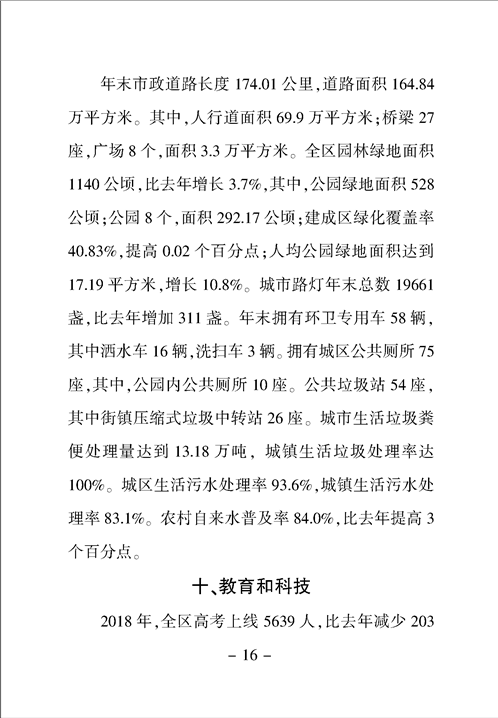 年末市政道路长度 174.01 公里，道路面积 164.84
万平方米。其中，人行道面积 69.9 万平方米；桥梁 27
座，广场 8 个，面积 3.3 万平方米。全区园林绿地面积
1140 公顷，比去年增长 3.7%，其中，公园绿地面积 528
公顷；公园 8 个，面积 292.17 公顷；建成区绿化覆盖率
40.83%，提高 0.02 个百分点；人均公园绿地面积达到
17.19 平方米，增长 10.8%。城市路灯年末总数 19661
盏，比去年增加 311 盏。年末拥有环卫专用车 58 辆，
其中洒水车 16 辆，洗扫车 3 辆。拥有城区公共厕所 75
座，其中，公园内公共厕所 10 座。公共垃圾站 54 座，
其中街镇压缩式垃圾中转站 26 座。城市生活垃圾粪
便处理量达到 13.18 万吨，城镇生活垃圾处理率达
100%。城区生活污水处理率 93.6%，城镇生活污水处
理率 83.1%。农村自来水普及率 84.0%，比去年提高 3
个百分点。
十、教育和科技
2018 年，全区高考上线 5639 人，比去年减少 203
– 16 –